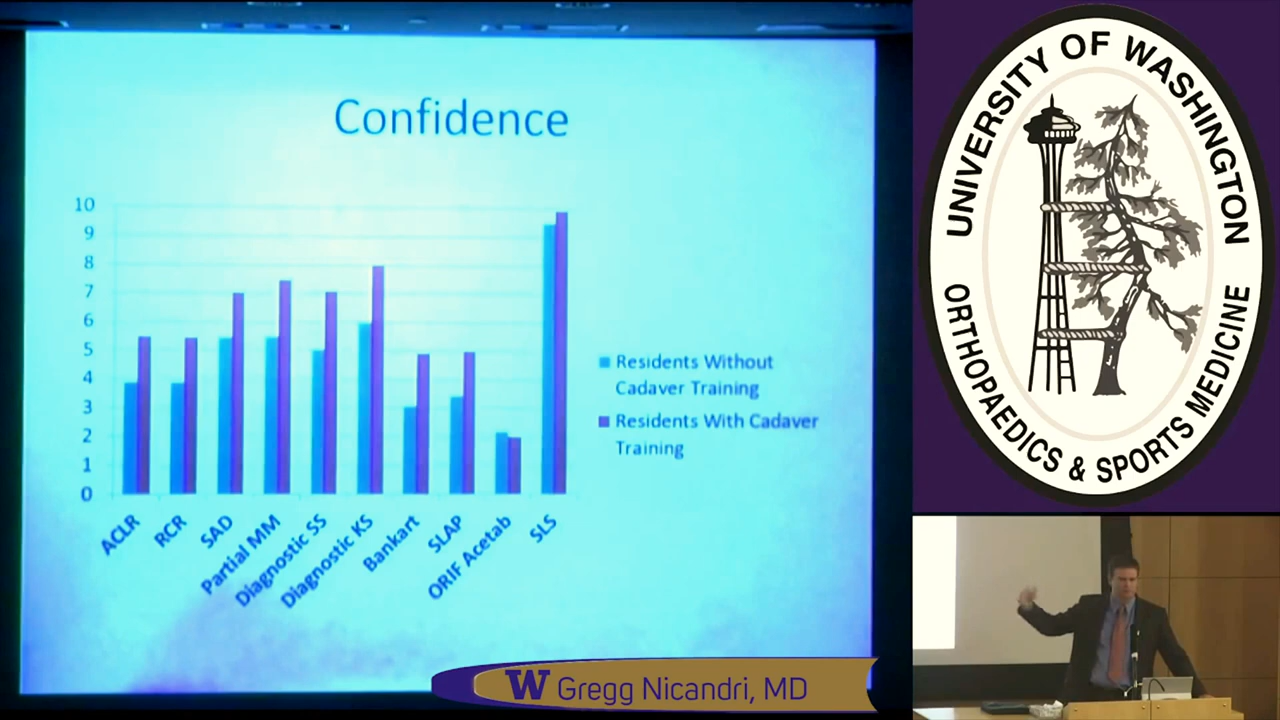 Confidence
10
9
8
7
6
5
4
3
2
1
0
ACLR
RCR
SAD
Partial MM
Diagnostic SS
Diagnostic KS
Bankart
SLAP
ORIF Acetab
SLS
Residents Without
Cadaver Training
Residents With Cadaver
Training
UNIVERSITY OF WASHINGTON
ORTHOPAEDICS & SPORTS MEDICINE
W Gregg Nicandri, MD